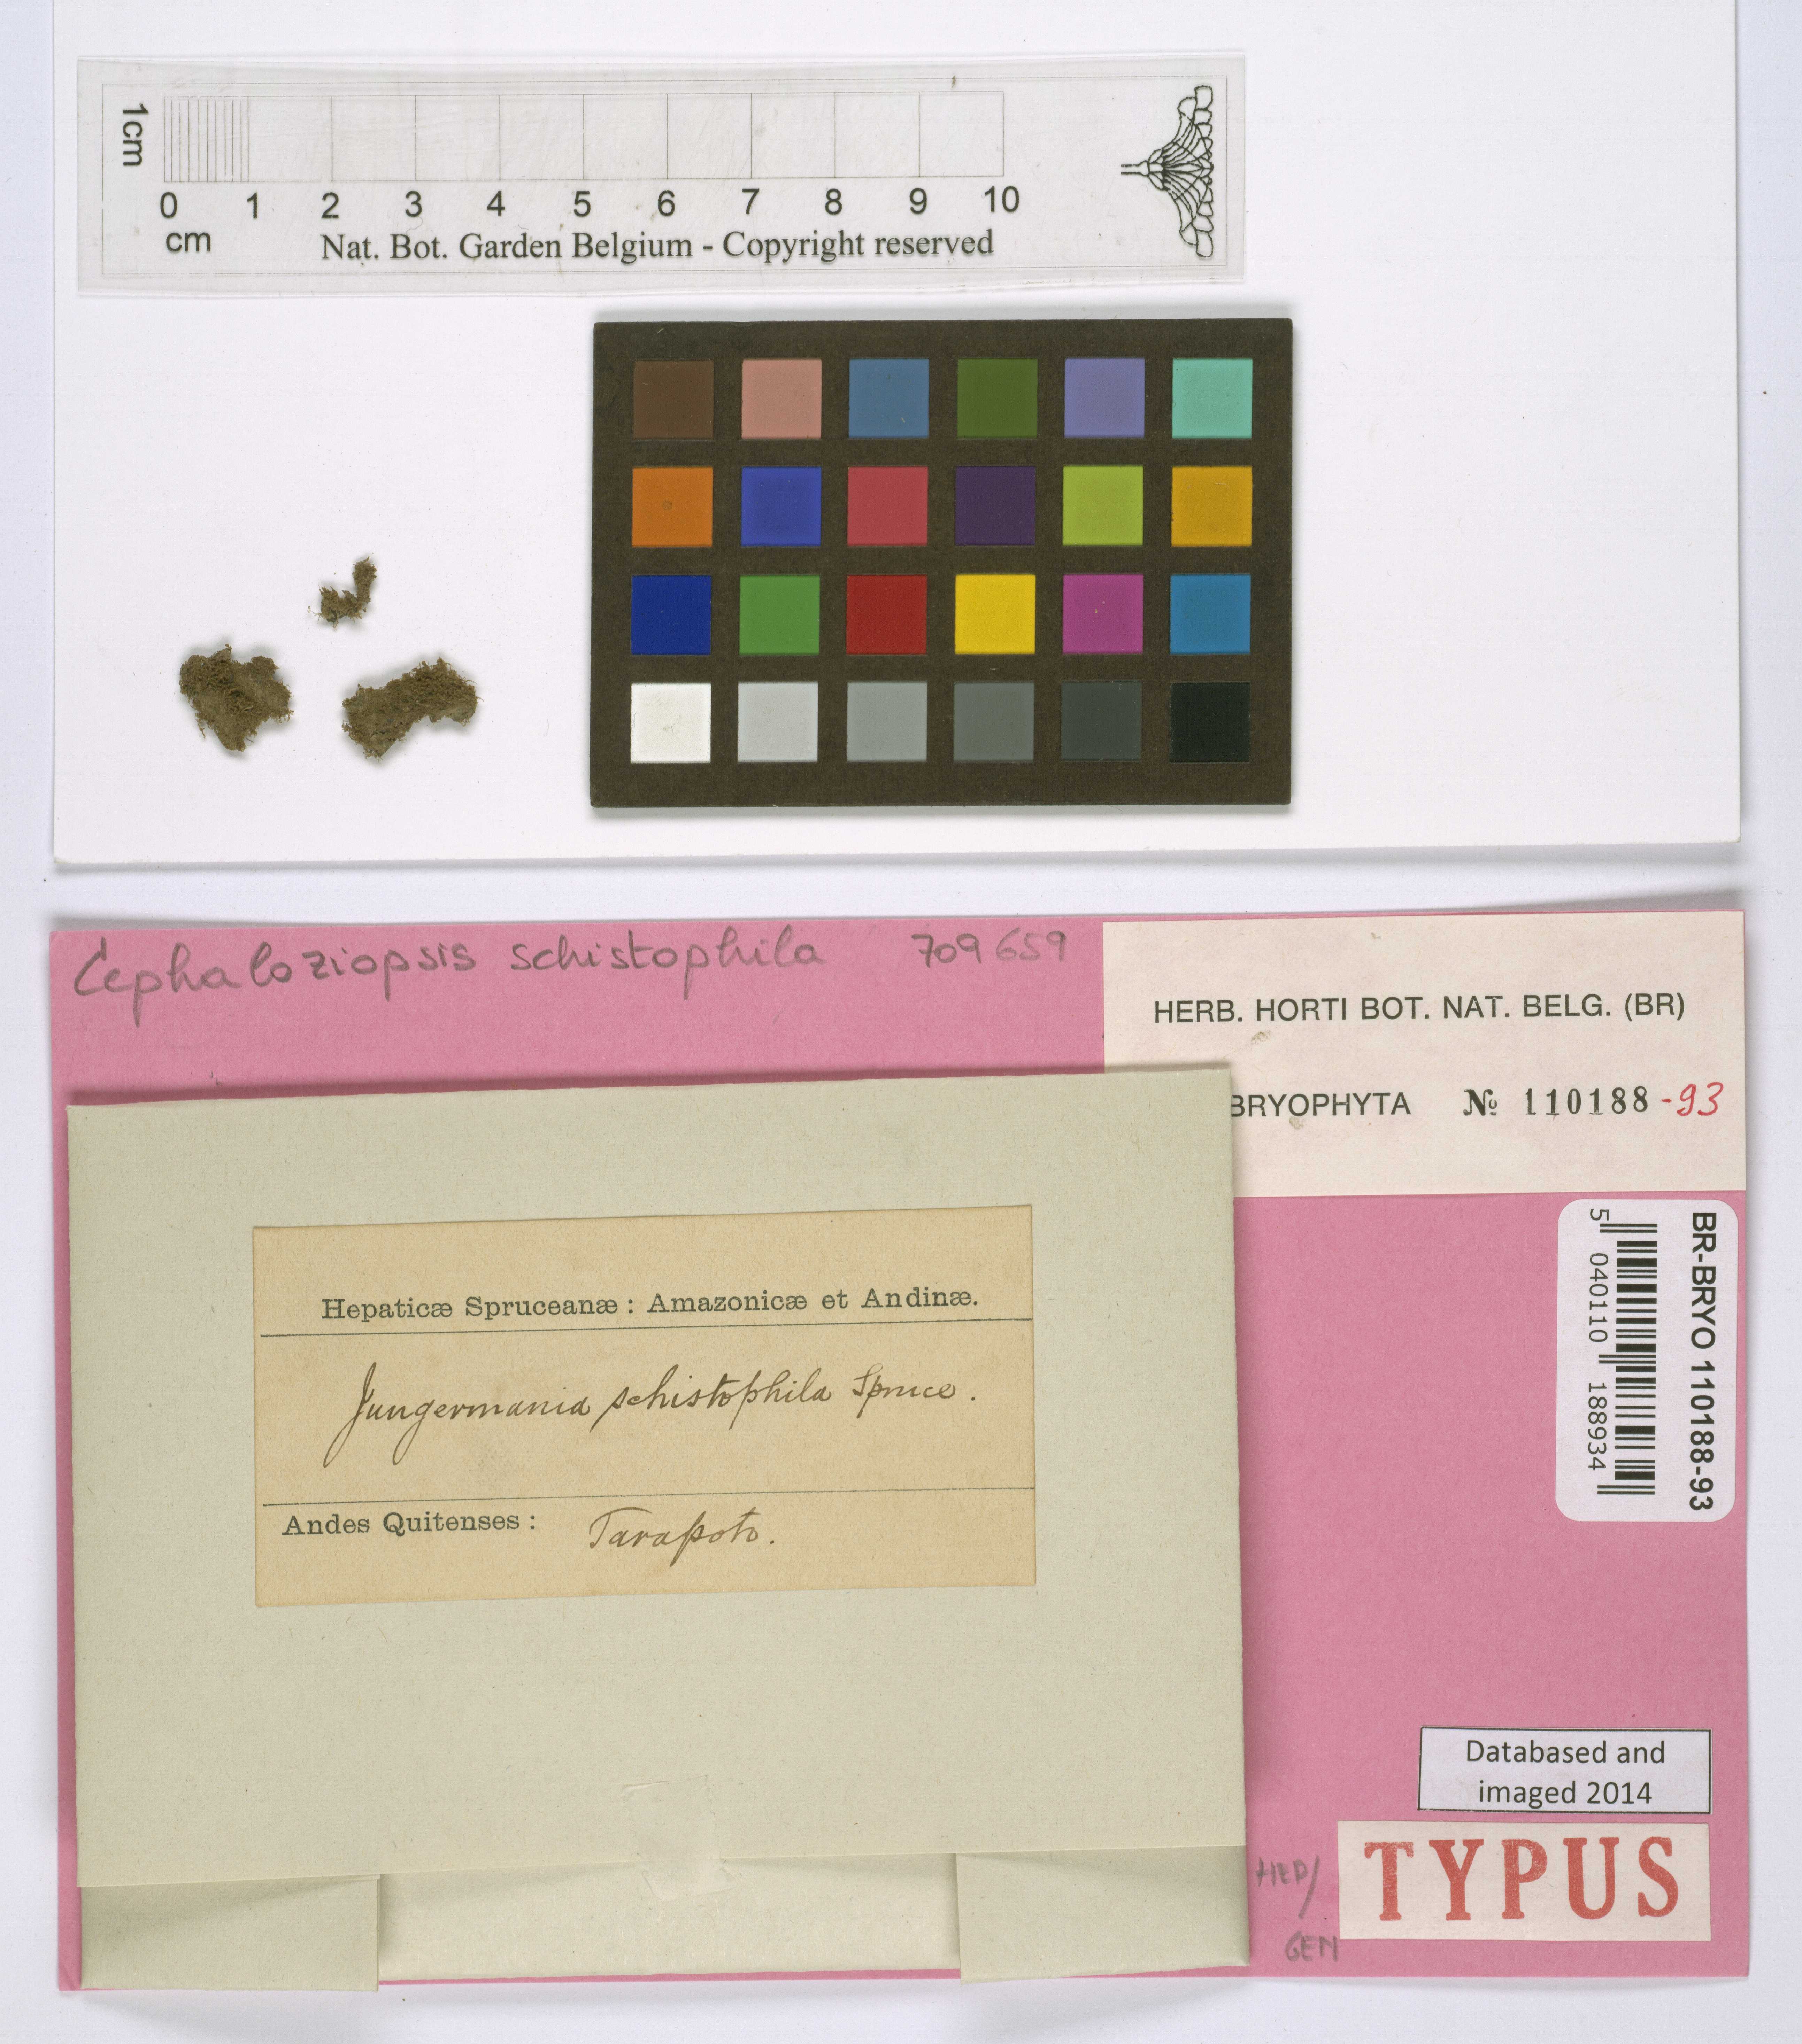 1cm
0 1 2 3 4 5 6 7 8 9 10
cm
Nat. Bot. Garden Belgium - Copyright reserved
Cephaloziopsis schistophila 709659
HERB. HORTI BOT. NAT. BELG. (BR)
BRYOPHYTA № 110188 -93
Hepaticæ Spruceanæ : Amazonicæ et Andinæ.
Jungermania schistophila Spruce.
Andes Quitenses : Tarapoto.
BR-BRYO 110188-93
5 040110 188934
Databased and
imaged 2014
TYPUS
HEP/
GEN